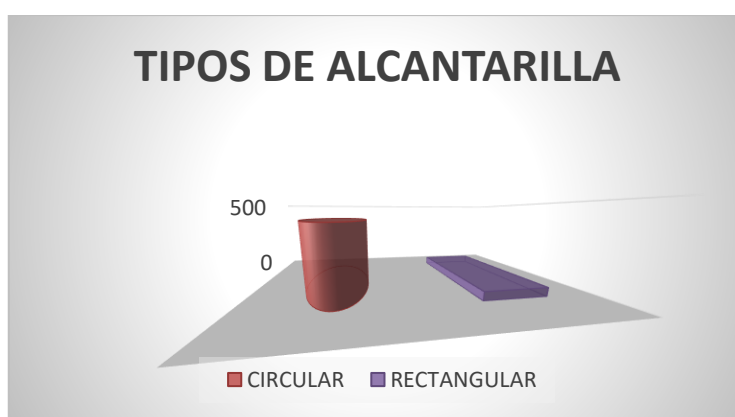 TIPOS DE ALCANTARILLA
500
0
CIRCULAR RECTANGULAR